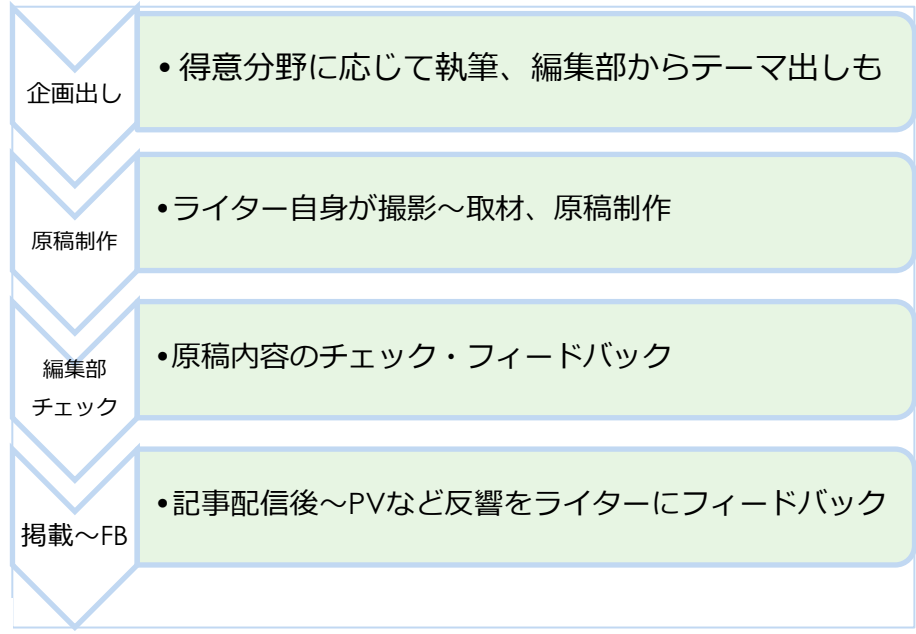 企画出し
• 得意分野に応じて執筆、編集部からテーマ出しも
原稿制作
•ライター自身が撮影～取材、原稿制作
編集部
チェック
•原稿内容のチェック・フィードバック
掲載～FB
•記事配信後～PVなど反響をライターにフィードバック